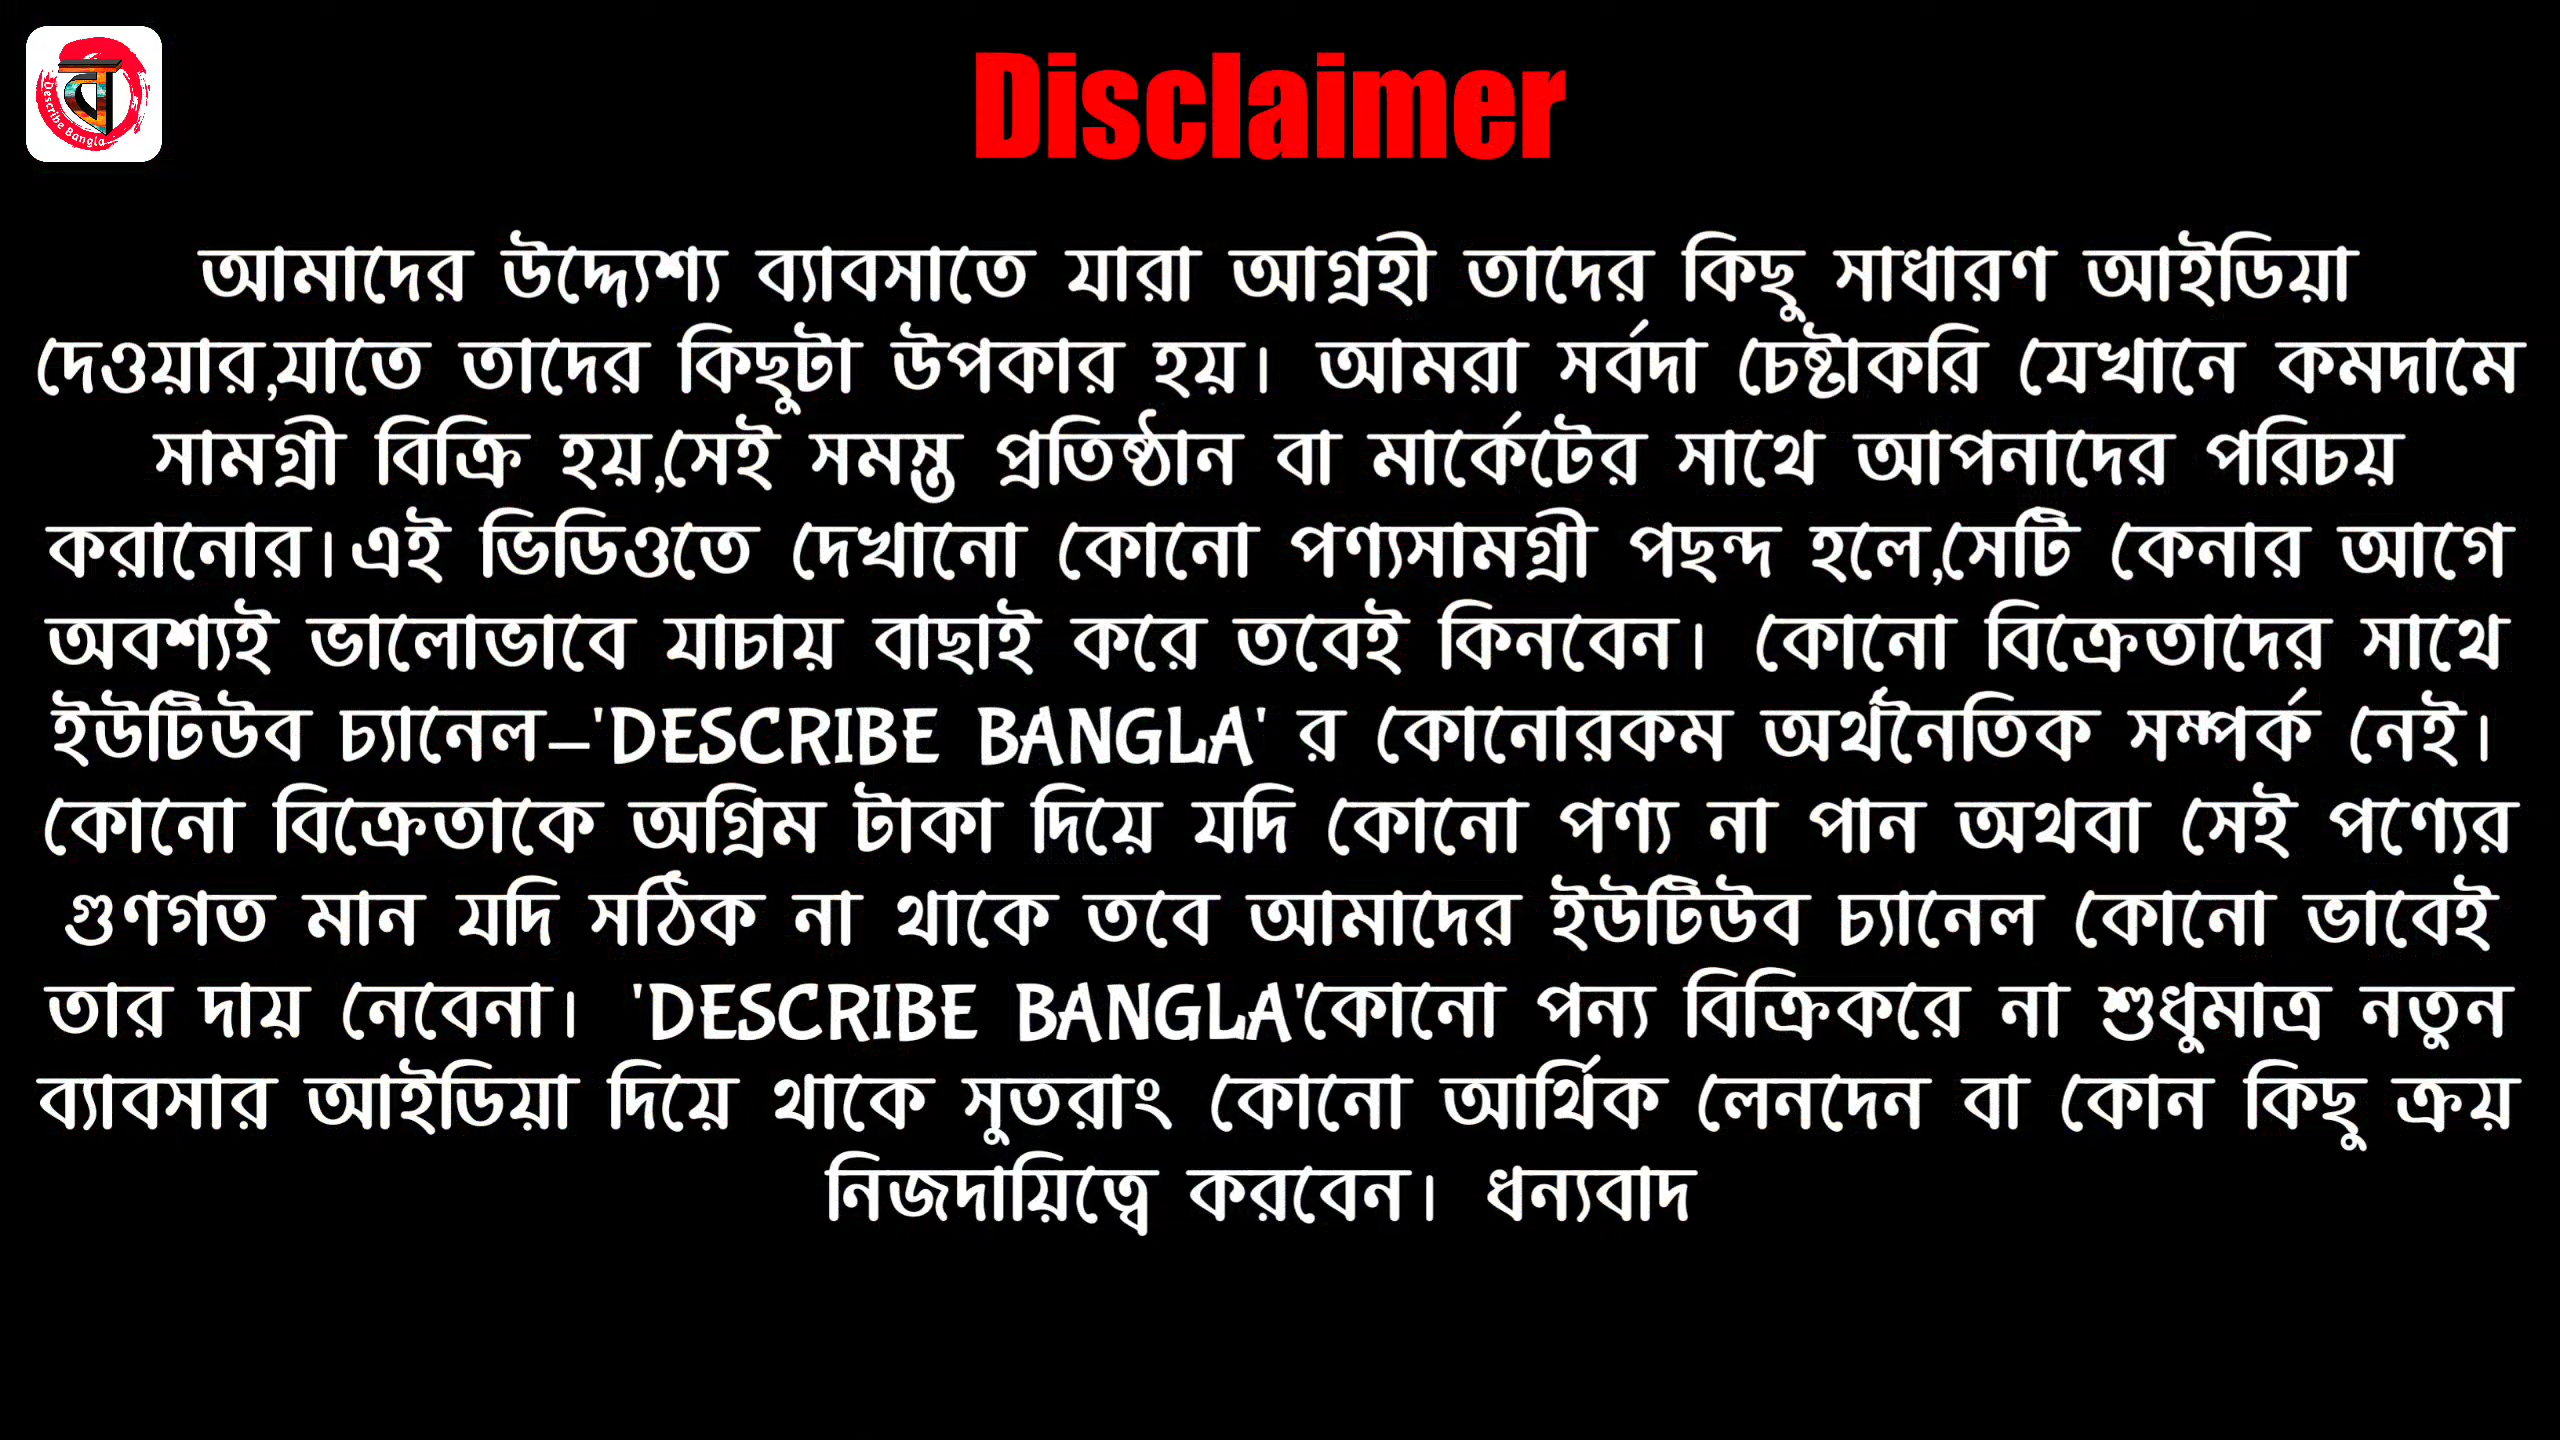 Describe Bangla
Disclaimer
আমাদের উদ্দ্যেশ্য ব্যাবসাতে যারা আগ্রহী তাদের কিছু সাধারণ আইডিয়া
দেওয়ার,যাতে তাদের কিছুটা উপকার হয়। আমরা সর্বদা চেষ্টাকরি যেখানে কমদামে
সামগ্রী বিক্রি হয়,সেই সমস্ত প্রতিষ্ঠান বা মার্কেটের সাথে আপনাদের পরিচয়
করানোর। এই ভিডিওতে দেখানো কোনো পণ্যসামগ্রী পছন্দ হলে,সেটি কেনার আগে
অবশ্যই ভালোভাবে যাচায় বাছাই করে তবেই কিনবেন। কোনো বিক্রেতাদের সাথে
ইউটিউব চ্যানেল–'DESCRIBE BANGLA' র কোনোরকম অর্থনৈতিক সম্পর্ক নেই।
কোনো বিক্রেতাকে অগ্রিম টাকা দিয়ে যদি কোনো পণ্য না পান অথবা সেই পণ্যের
গুণগত মান যদি সঠিক না থাকে তবে আমাদের ইউটিউব চ্যানেল কোনো ভাবেই
তার দায় নেবেনা। 'DESCRIBE BANGLA'কোনো পন্য বিক্রিকরে না শুধুমাত্র নতুন
ব্যাবসার আইডিয়া দিয়ে থাকে সুতরাং কোনো আর্থিক লেনদেন বা কোন কিছু ক্রয়
নিজদায়িত্বে করবেন। ধন্যবাদ